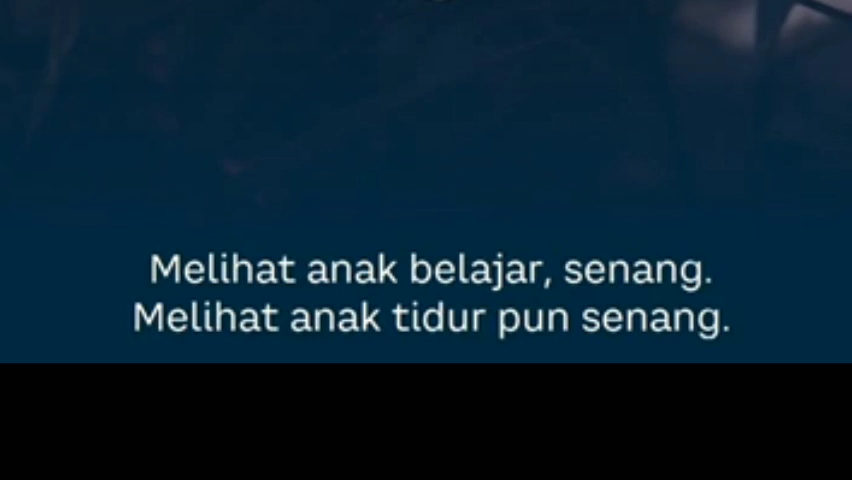 Melihat anak belajar, senang.
Melihat anak tidur pun senang.